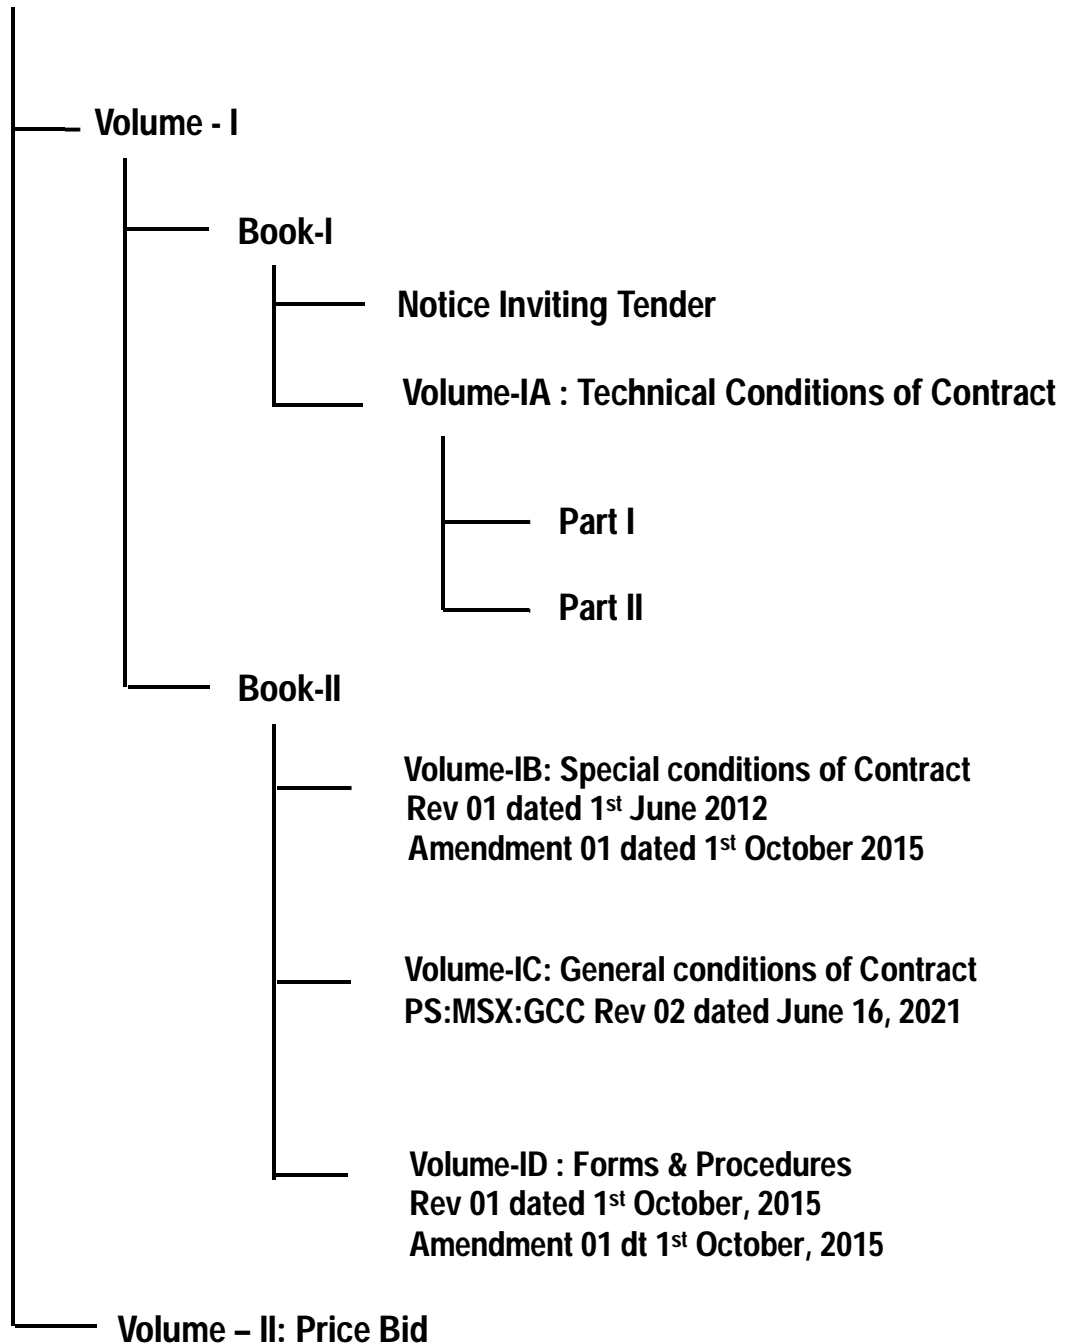 Volume - I
Book-I
Notice Inviting Tender
Volume-IA : Technical Conditions of Contract
Part I
Part II
Book-II
Volume-IB: Special conditions of Contract
Rev 01 dated 1st June 2012
Amendment 01 dated 1st October 2015
Volume-IC: General conditions of Contract
PS:MSX:GCC Rev 02 dated June 16, 2021
Volume-ID : Forms & Procedures
Rev 01 dated 1st October, 2015
Amendment 01 dt 1st October, 2015
Volume – II: Price Bid